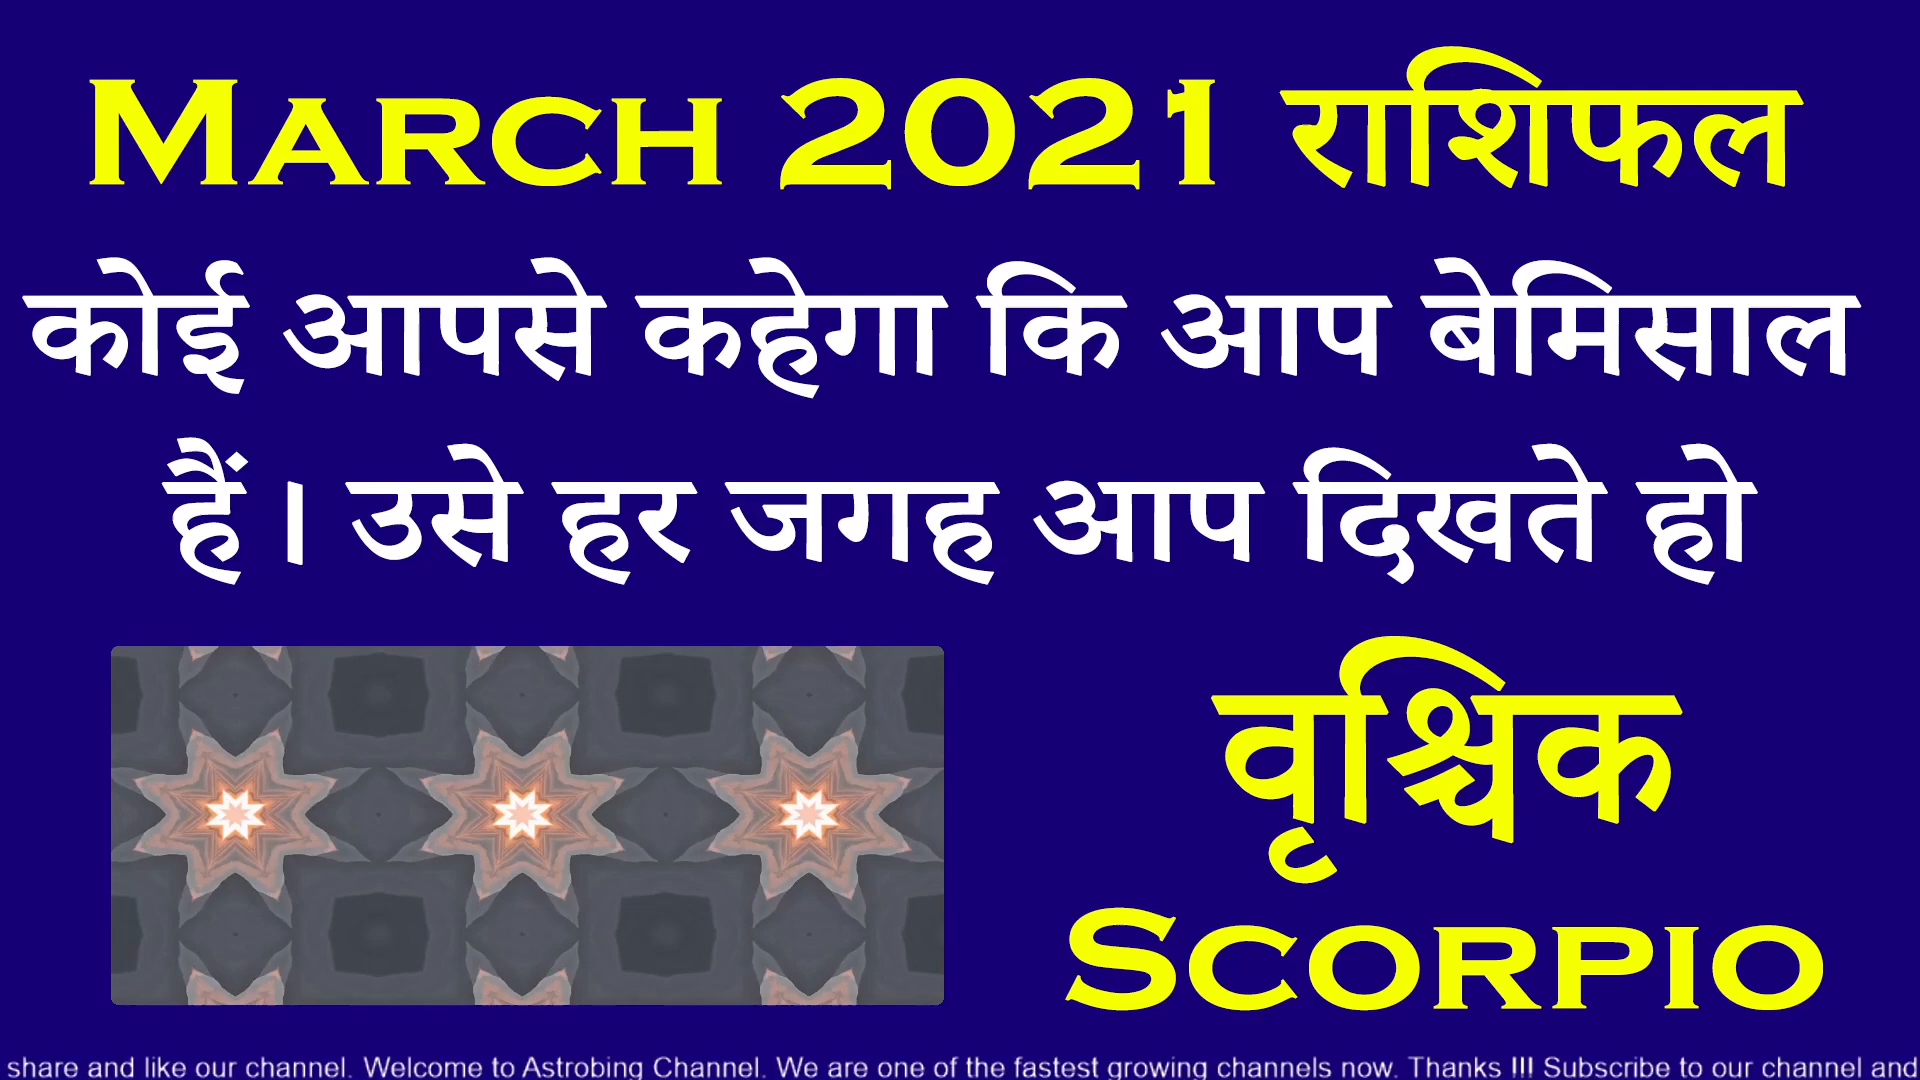 March 2021 राशिफल
कोई आपसे कहेगा कि आप बेमिसाल
हैं। उसे हर जगह आप दिखते हो
वृश्चिक
Scorpio
share and like our channel. Welcome to Astrobing Channel. We are one of the fastest growing channels now. Thanks !!! Subscribe to our channel and